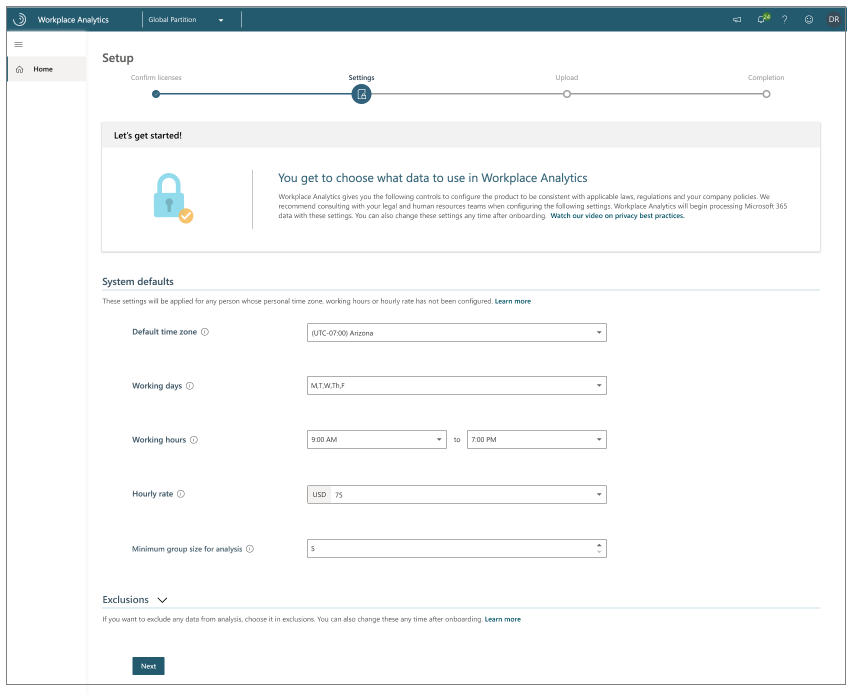 Workplace Analytics
Global Partition
24
?
DR
Home
Setup
Confirm licenses
Settings
Upload
Completion
Let's get started!
You get to choose what data to use in Workplace Analytics
Workplace Analytics gives you the following controls to configure the product to be consistent with applicable laws, regulations and your company policies. We
recommend consulting with your legal and human resources teams when configuring the following settings. Workplace Analytics will begin processing Microsoft 365
data with these settings. You can also change these settings any time after onboarding. Watch our video on privacy best practices.
System defaults
These settings will be applied for any person whose personal time zone, working hours or hourly rate has not been configured. Learn more
Default time zone
(UTC-07:00) Arizona
Working days
M,T,W,Th,F
Working hours
9:00 AM to 7:00 PM
Hourly rate
USD 75
Minimum group size for analysis
5
Exclusions
If you want to exclude any data from analysis, choose it in exclusions. You can also change these any time after onboarding. Learn more
Next